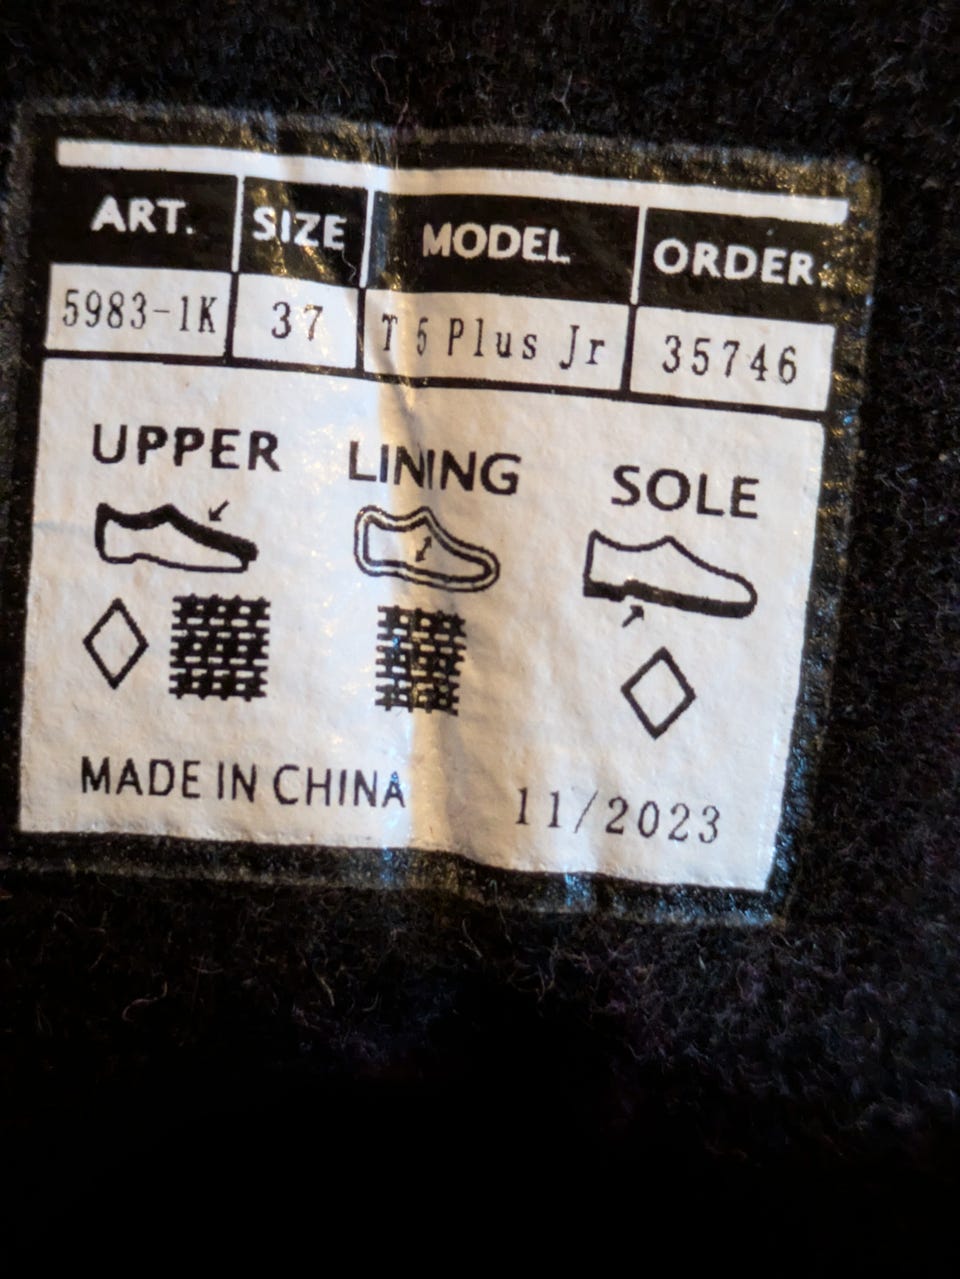 ART. SIZE MODEL ORDER.
5983-1K 37 T 5 Plus Jr 35746
UPPER LINING SOLE
MADE IN CHINA 11/2023